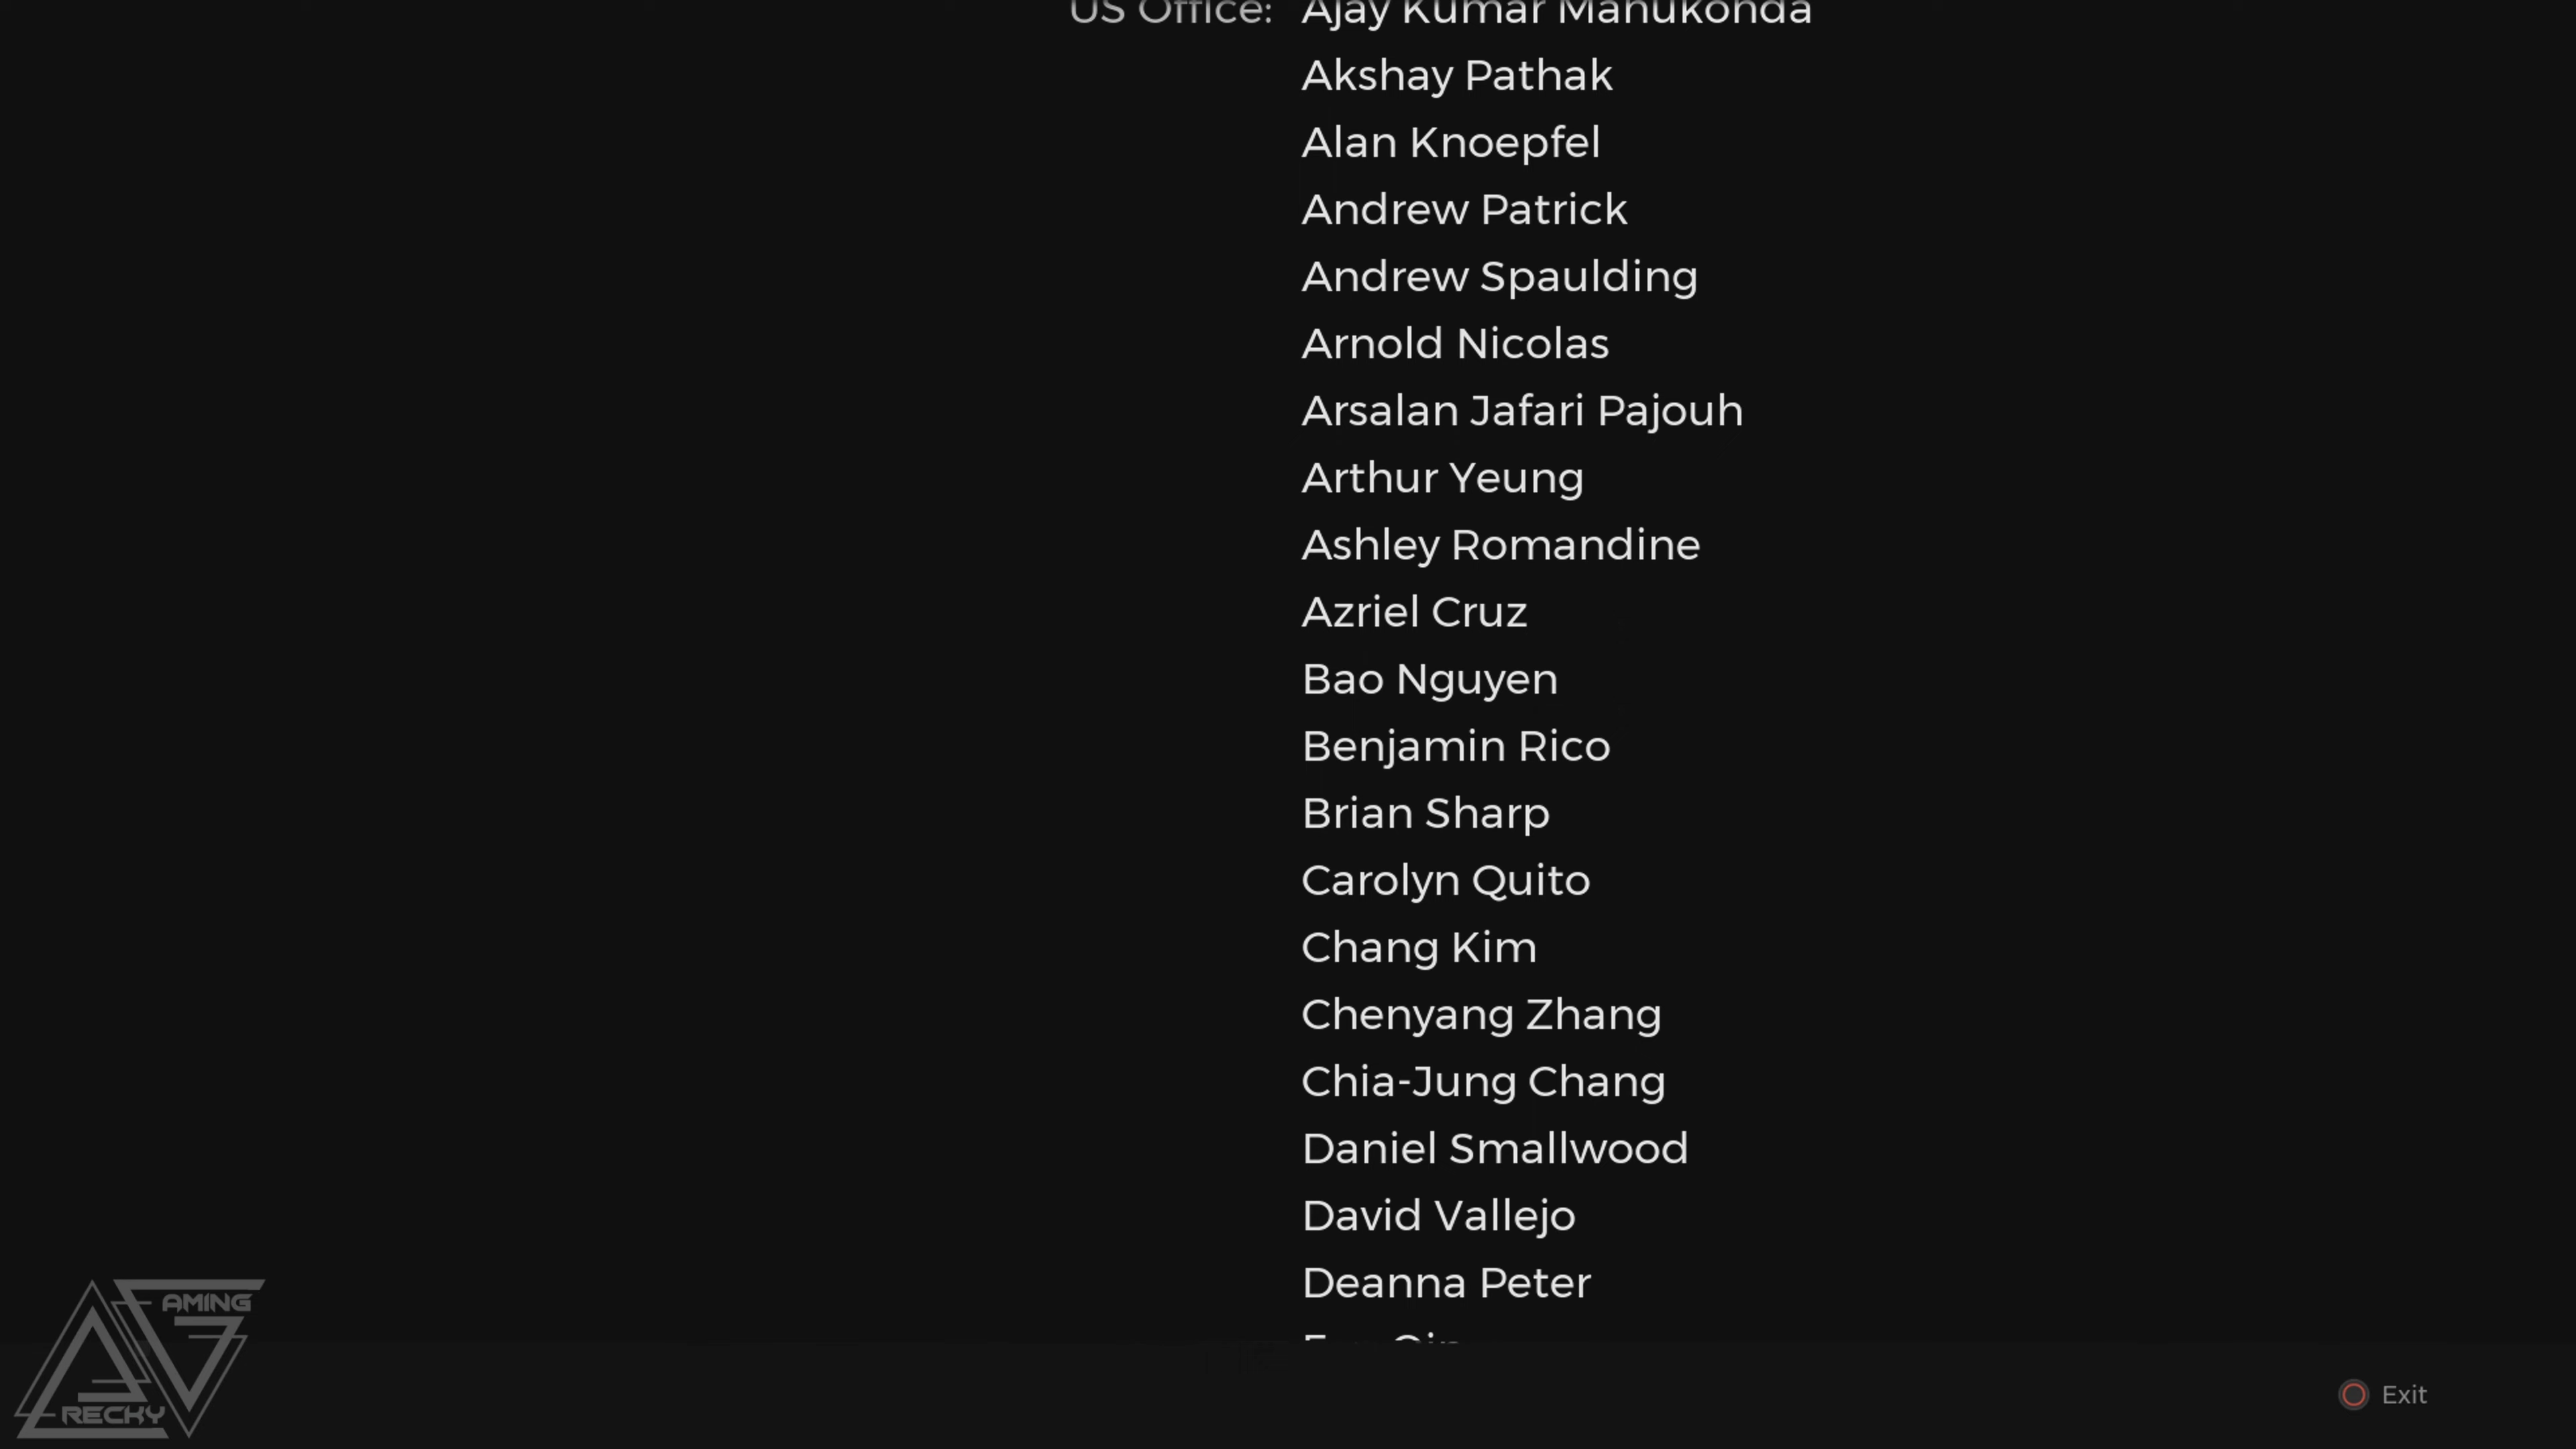 US Office: Ajay Kumar Manukonda
Akshay Pathak
Alan Knoepfel
Andrew Patrick
Andrew Spaulding
Arnold Nicolas
Arsalan Jafari Pajouh
Arthur Yeung
Ashley Romandine
Azriel Cruz
Bao Nguyen
Benjamin Rico
Brian Sharp
Carolyn Quito
Chang Kim
Chenyang Zhang
Chia-Jung Chang
Daniel Smallwood
David Vallejo
Deanna Peter
AMING
RECKY
Exit